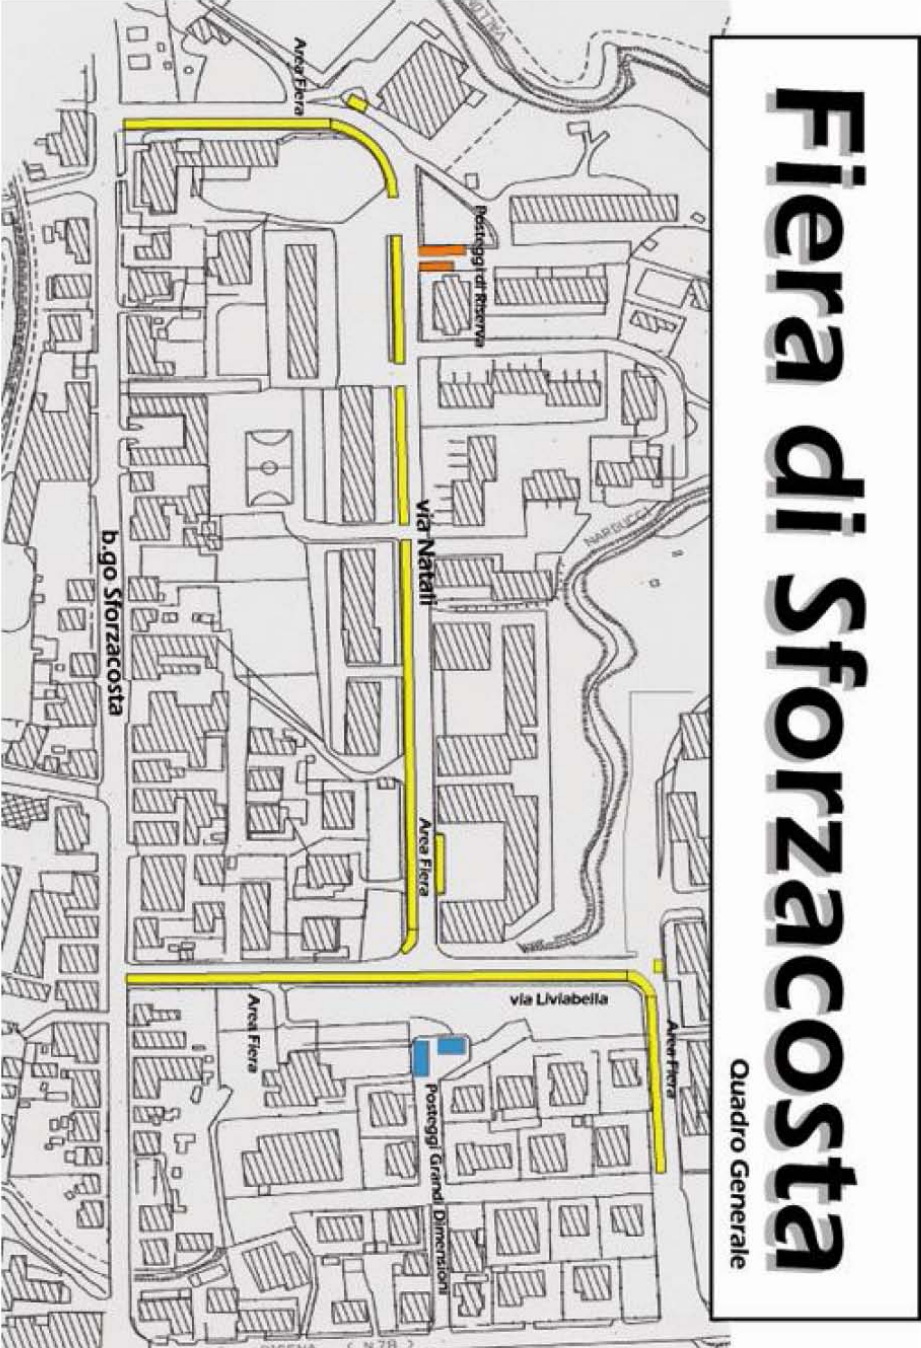 Fiera di Sforzacosta
Quadro Generale
Area Fiera
Posteggi di Riserva
NARDUCCI
via Natali
b.go Sforzacosta
Area Fiera
via Liviabella
Area Fiera
Area Fiera
Posteggi Grandi Dimensioni
( N.78 )